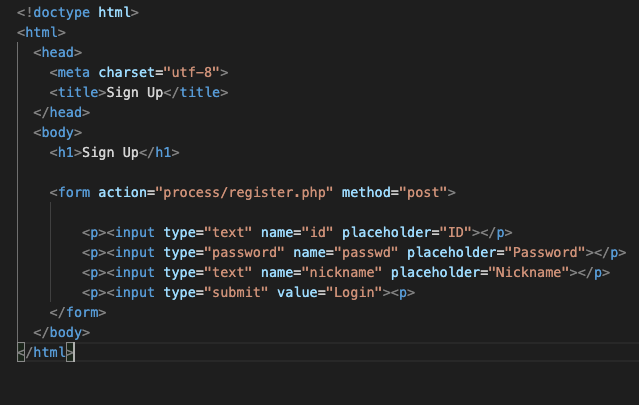 <!doctype html>
<html>
  <head>
    <meta charset="utf-8">
    <title>Sign Up</title>
  </head>
  <body>
    <h1>Sign Up</h1>

    <form action="process/register.php" method="post">

        <p><input type="text" name="id" placeholder="ID"></p>
        <p><input type="password" name="passwd" placeholder="Password"></p>
        <p><input type="text" name="nickname" placeholder="Nickname"></p>
        <p><input type="submit" value="Login"><p>
    </form>
  </body>
</html>